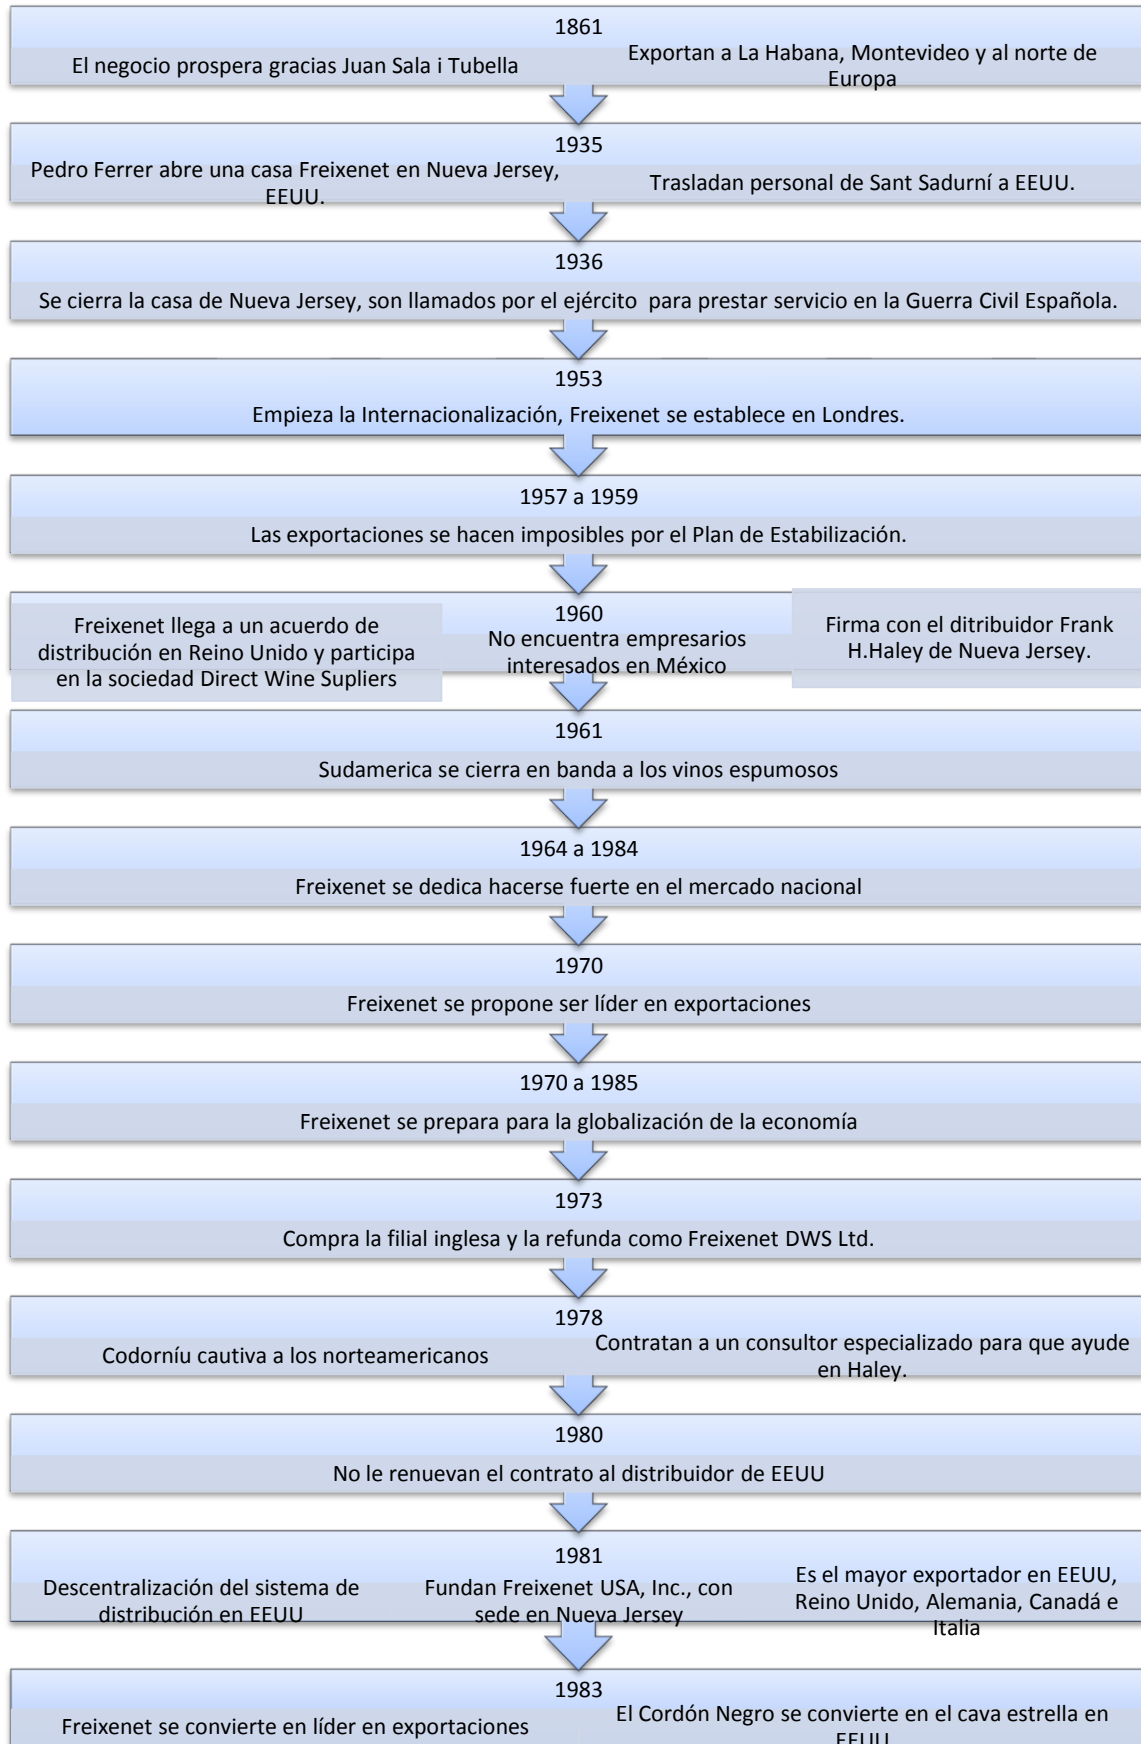 1861
El negocio prospera gracias Juan Sala i Tubella
Exportan a La Habana, Montevideo y al norte de
Europa
1935
Pedro Ferrer abre una casa Freixenet en Nueva Jersey,
EEUU.
Trasladan personal de Sant Sadurní a EEUU.
1936
Se cierra la casa de Nueva Jersey, son llamados por el ejército para prestar servicio en la Guerra Civil Española.
1953
Empieza la Internacionalización, Freixenet se establece en Londres.
1957 a 1959
Las exportaciones se hacen imposibles por el Plan de Estabilización.
1960
Freixenet llega a un acuerdo de
distribución en Reino Unido y participa
en la sociedad Direct Wine Supliers
No encuentra empresarios
interesados en México
Firma con el ditribuidor Frank
H.Haley de Nueva Jersey.
1961
Sudamerica se cierra en banda a los vinos espumosos
1964 a 1984
Freixenet se dedica hacerse fuerte en el mercado nacional
1970
Freixenet se propone ser líder en exportaciones
1970 a 1985
Freixenet se prepara para la globalización de la economía
1973
Compra la filial inglesa y la refunda como Freixenet DWS Ltd.
1978
Codorníu cautiva a los norteamericanos
Contratan a un consultor especializado para que ayude
en Haley.
1980
No le renuevan el contrato al distribuidor de EEUU
1981
Descentralización del sistema de
distribución en EEUU
Fundan Freixenet USA, Inc., con
sede en Nueva Jersey
Es el mayor exportador en EEUU,
Reino Unido, Alemania, Canadá e
Italia
1983
Freixenet se convierte en líder en exportaciones
El Cordón Negro se convierte en el cava estrella en
EEUU